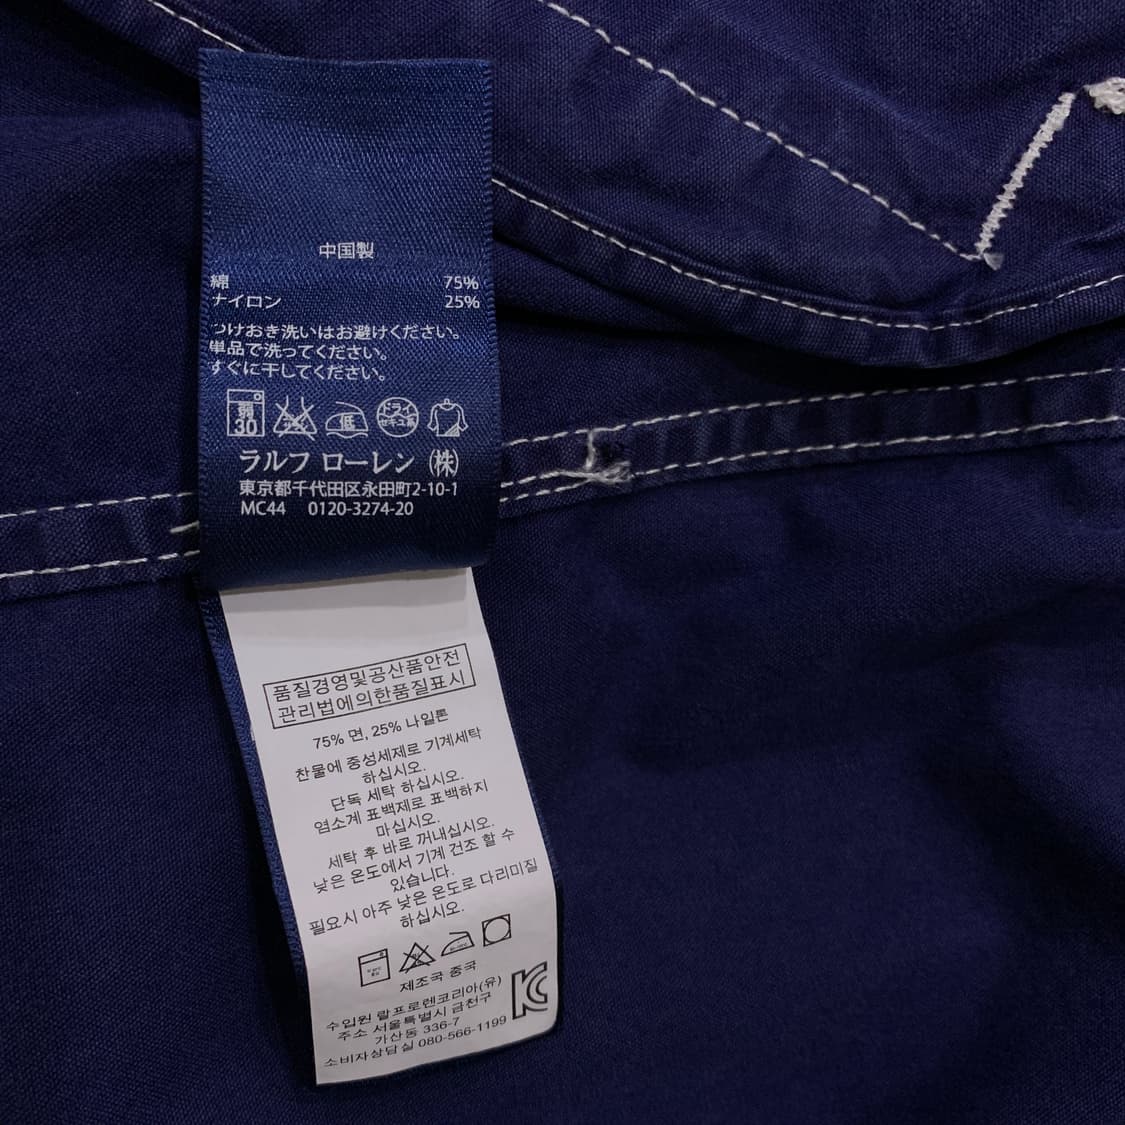 中国製
綿 75%
ナイロン 25%
つけおき洗いはお避けください。
単品で洗ってください。
すぐに干してください。
弱
30
低
ドライ
セキユ系
ラルフ ローレン (株)
東京都千代田区永田町2-10-1
MC44 0120-3274-20
품질경영및공산품안전
관리법에의한품질표시
75% 면, 25% 나일론
찬물에 중성세제로 기계세탁
하십시오.
단독 세탁 하십시오.
염소계 표백제로 표백하지
마십시오.
세탁 후 바로 꺼내십시오.
낮은 온도에서 기계 건조 할 수
있습니다.
필요시 아주 낮은 온도로 다리미질
하십시오.
제조국 중국
수입원 랄프로렌코리아(유)
주소 서울특별시 금천구
가산동 336-7
소비자상담실 080-566-1199